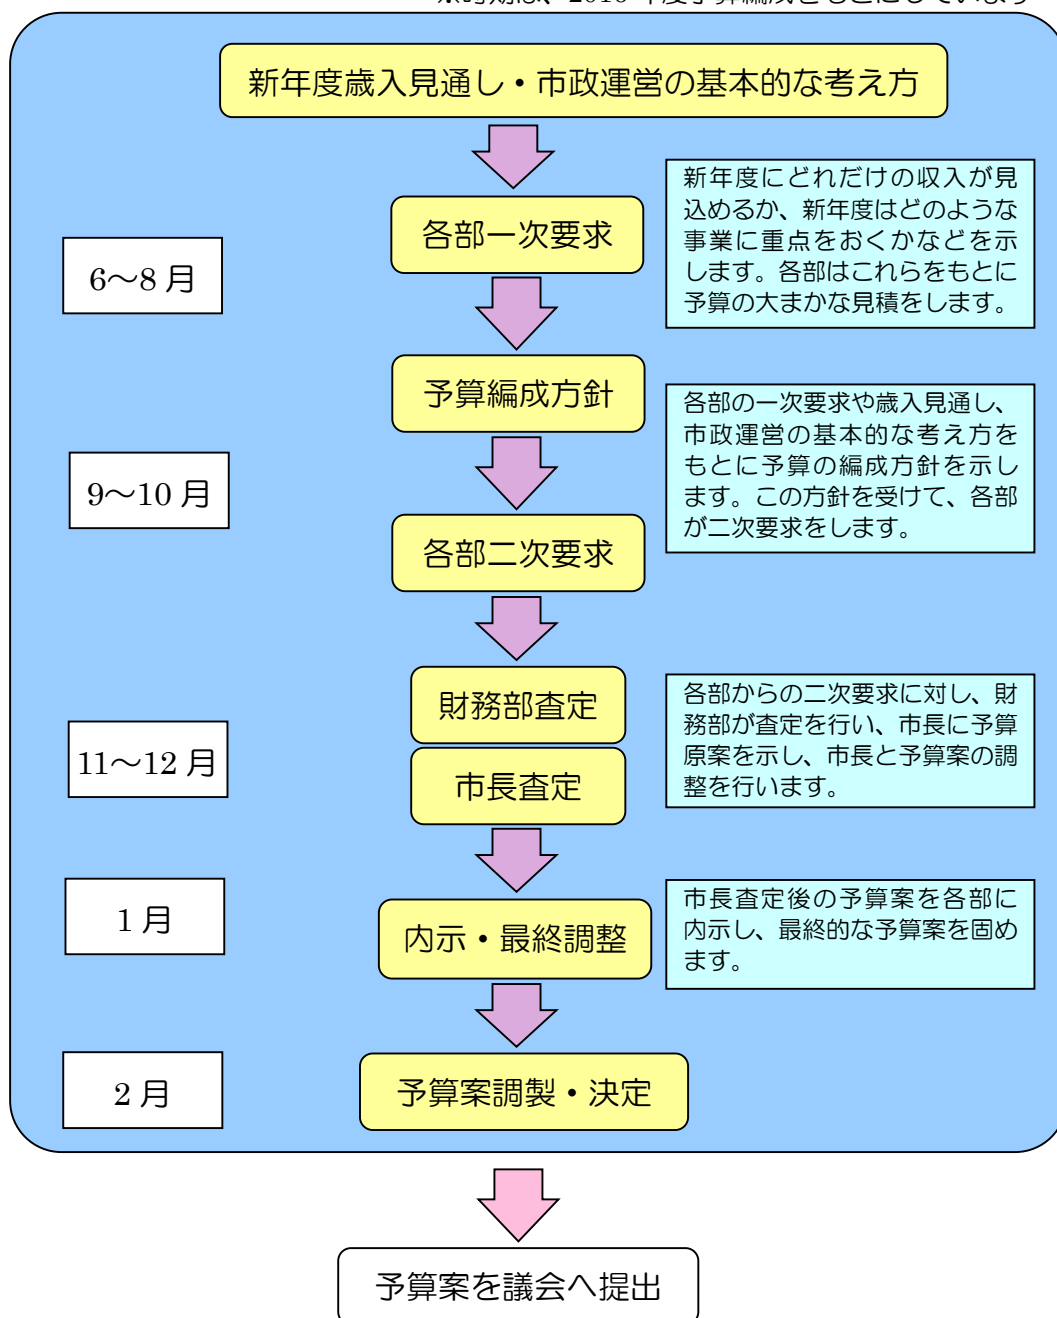 新年度歳入見通し・市政運営の基本的な考え方
各部一次要求
6～8 月
新年度にどれだけの収入が見
込めるか、新年度はどのような
事業に重点をおくかなどを示
します。各部はこれらをもとに
予算の大まかな見積をします。
予算編成方針
9～10 月
各部の一次要求や歳入見通し、
市政運営の基本的な考え方を
もとに予算の編成方針を示し
ます。この方針を受けて、各部
が二次要求をします。
各部二次要求
財務部査定
11～12 月
市長査定
各部からの二次要求に対し、財
務部が査定を行い、市長に予算
原案を示し、市長と予算案の調
整を行います。
1 月
内示・最終調整
市長査定後の予算案を各部に
内示し、最終的な予算案を固め
ます。
2 月
予算案調製・決定
予算案を議会へ提出